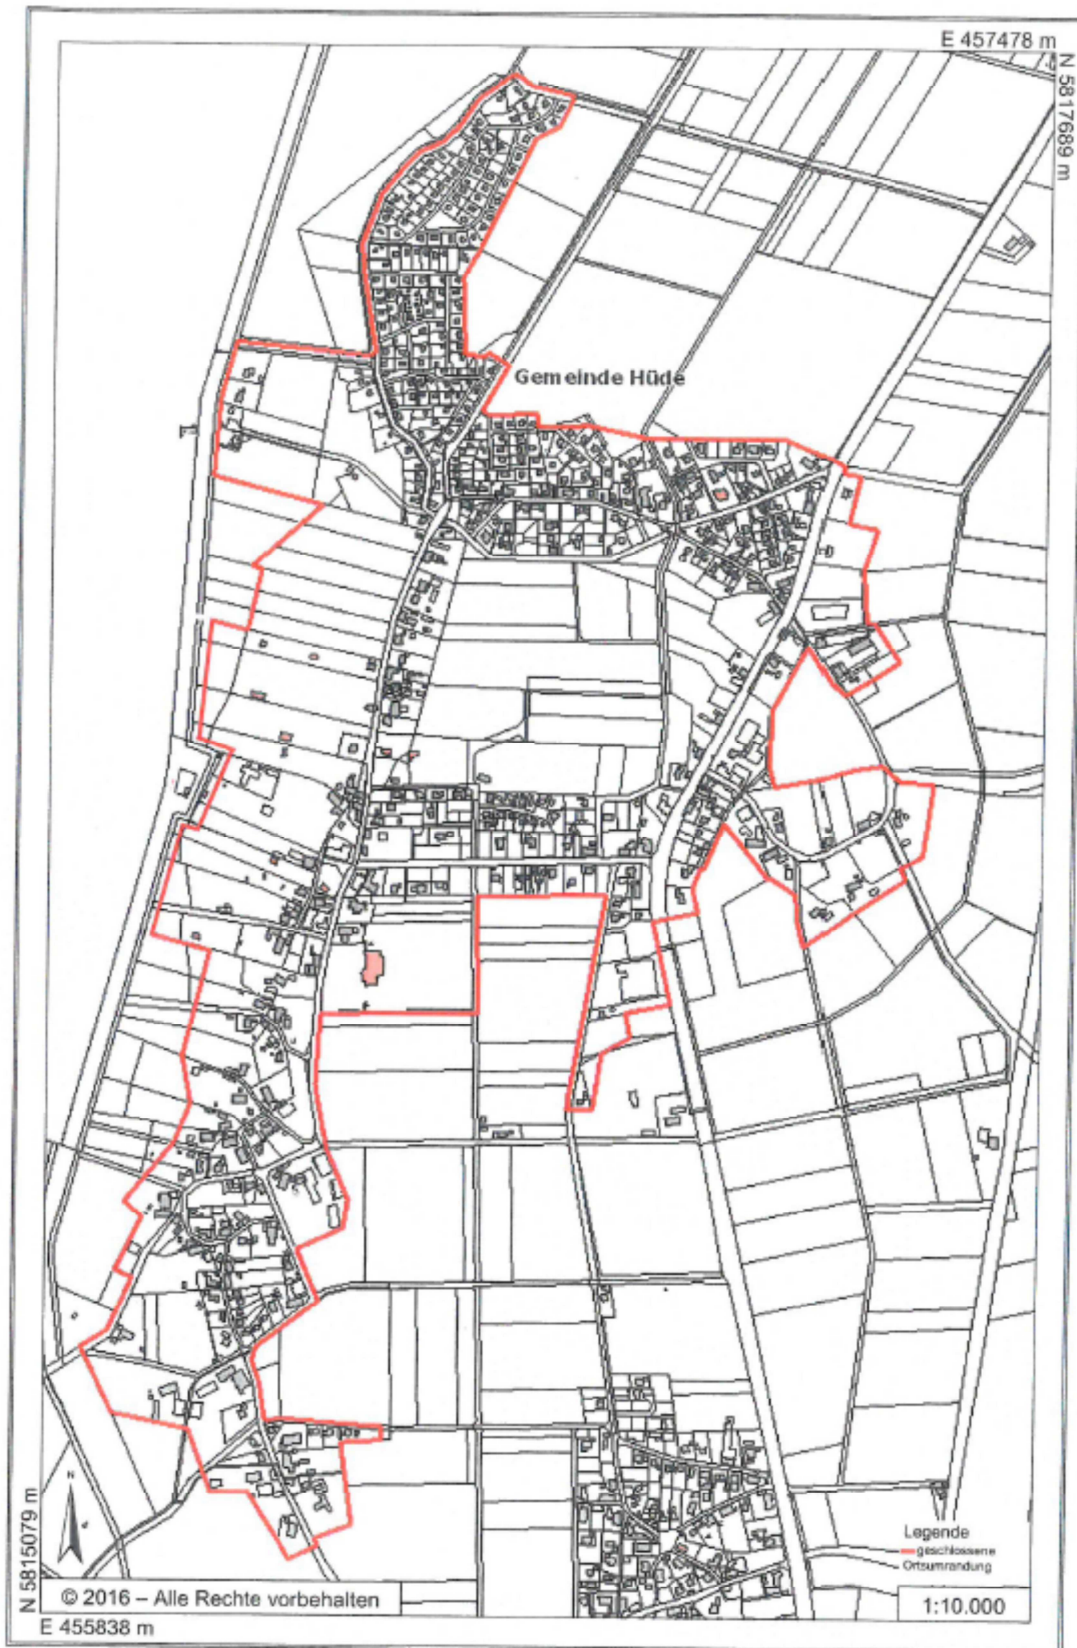 E 457478 m
N 5817689 m
Gemeinde Hüde
N
Legende
geschlossene
Ortsumrandung
N 5815079 m
© 2016 – Alle Rechte vorbehalten
1:10.000
E 455838 m